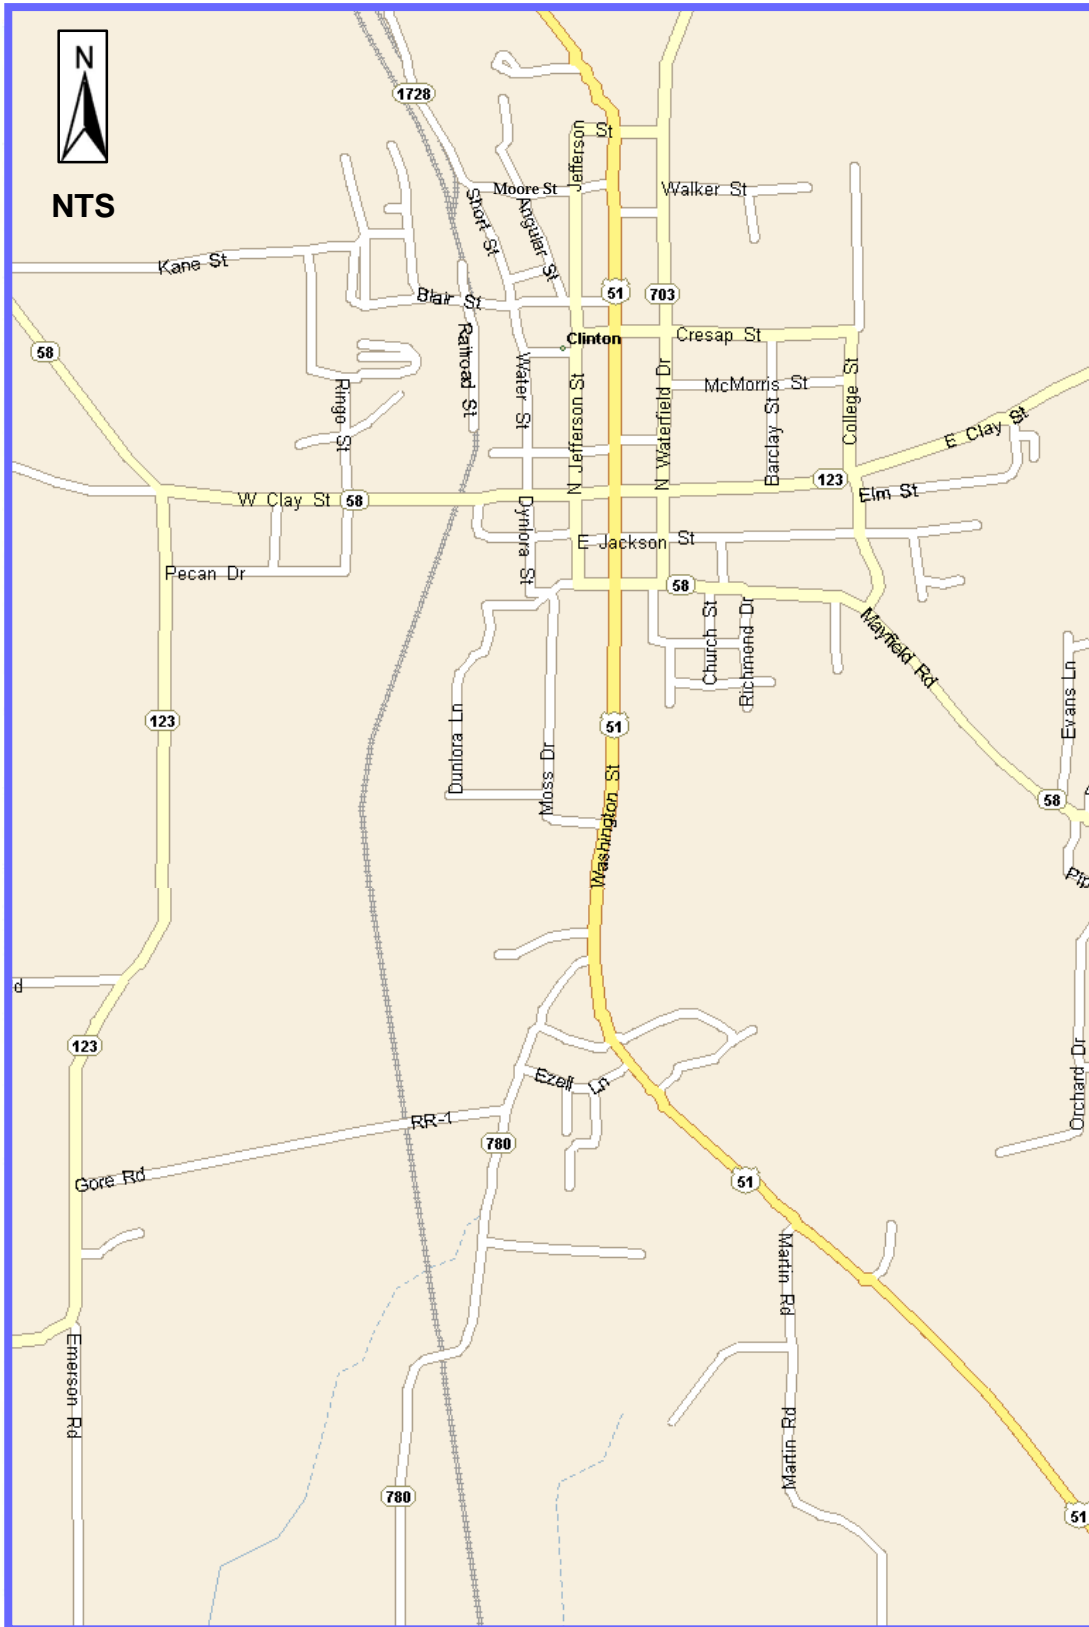 N
NTS
1728
Jefferson St
Moore St
Walker St
Short St
Angular St
Kane St
Blair St
51
703
58
Clinton
Cresap St
Railroad St
Water St
McMorris St
Ringo St
N Jefferson St
N Waterfield Dr
Barclay St
College St
E Clay St
123
W Clay St
58
Elm St
Dynlora St
E Jackson St
Pecan Dr
58
Church St
Richmond Dr
Mayfield Rd
Evans Ln
123
51
Dunlora Ln
Moss Dr
Washington St
58
Pip
d
123
Orchard Dr
Ezell Ln
RR-1
780
Gore Rd
51
Martin Rd
Emerson Rd
Martin Rd
780
51